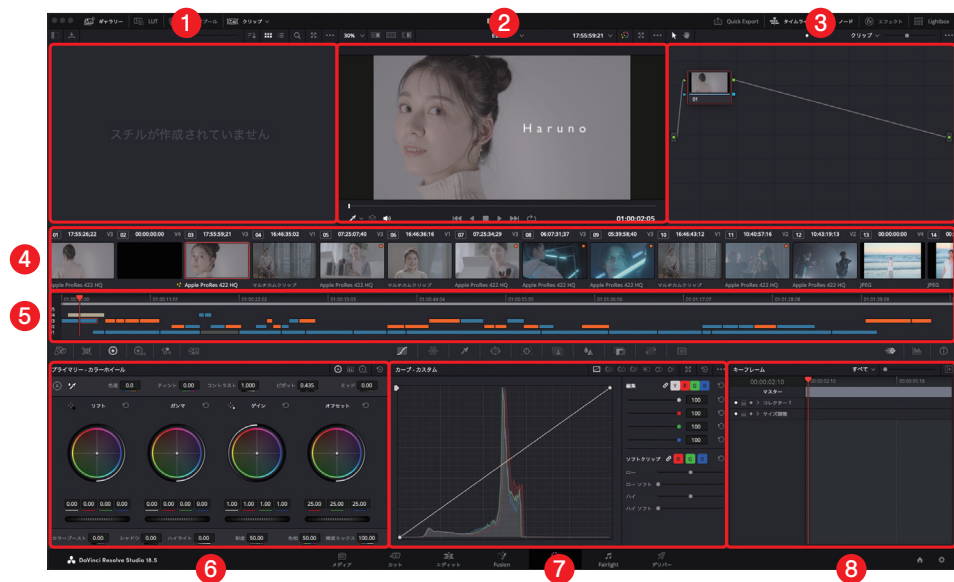 ギャラリー LUT プール クリップ
Quick Export ノード エフェクト Lightbox
1 2 3
30% 17:55:59:21 クリップ
スチルが作成されていません
Haruno
01
01:00:02:05
4
01 17:55:26;22 V3 02 00:00:00:00 V4 03 17:55:59;21 V3 04 16:46:35:02 V1 05 07:25:07;40 V3 06 16:46:36:16 V1 07 07:25:34,29 V3 08 06:07:31,37 V3 09 05:39:58;40 V3 10 16:46:43:12 V1 11 10:40:57:16 V2 12 10:43:19:13 V2 13 00:00:00:00 V4 14
Apple ProRes 422 HQ Apple ProRes 422 HQ マルチカムクリップ Apple ProRes 422 HQ マルチカムクリップ Apple ProRes 422 HQ Apple ProRes 422 HQ Apple ProRes 422 HQ マルチカムクリップ Apple ProRes 422 HQ Apple ProRes 422 HQ JPEG JPEG
5
プライマリー - カラーホイール
カーブ - カスタム
キーフレーム すべて
色温 0.0 ティント 0.00 コントラスト 1.000 ピボット 0.435 ミッド 0.00
リフト ガンマ ゲイン オフセット
0.00 0.00 0.00 0.00 0.00 0.00 0.00 0.00 1.00 1.00 1.00 1.00 25.00 25.00 25.00
カラーブースト 0.00 シャドウ 0.00 ハイライト 0.00 彩度 50.00 色相 50.00 輝度ミックス 100.00
編集 Y R G B
100
100
100
100
ソフトクリップ R G B
ロー
ロー ソフト
ハイ
ハイ ソフト
00:00:02:10 00:00:02:10
マスター
コレクター 1
サイズ調整
DaVinci Resolve Studio 18.5
メディア カット エディット Fusion Fairlight デリバー
6 7 8